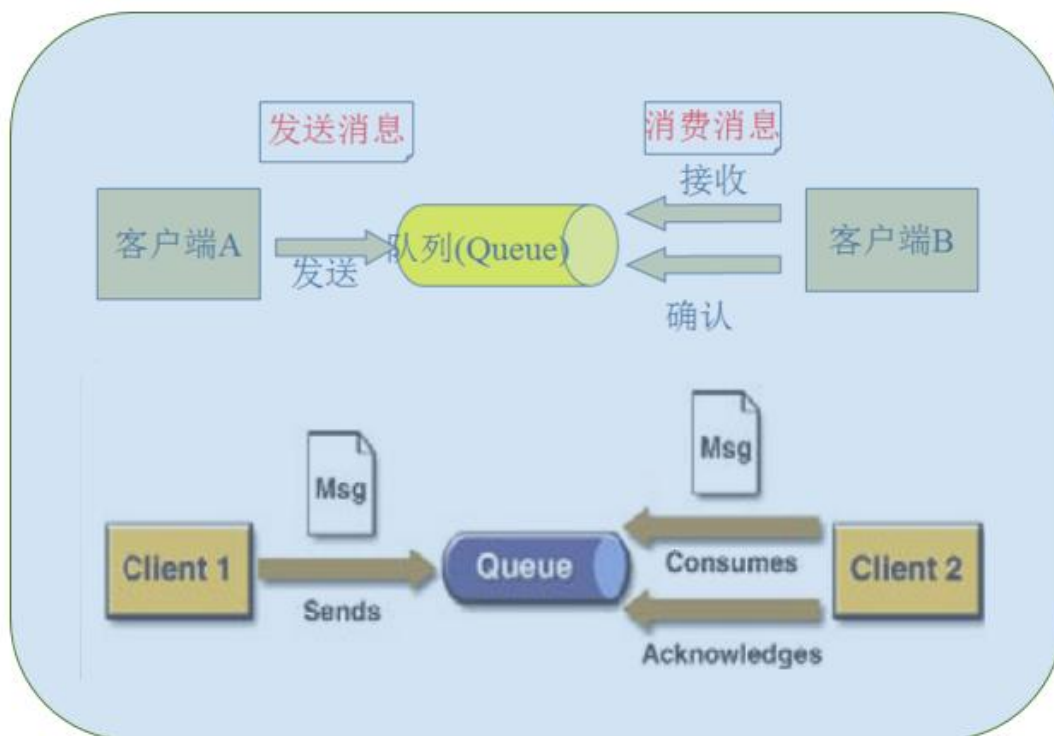 发送消息
消费消息
接收
客户端A
队列(Queue)
客户端B
发送
确认
Msg
Msg
Client 1
Queue
Consumes
Client 2
Sends
Acknowledges